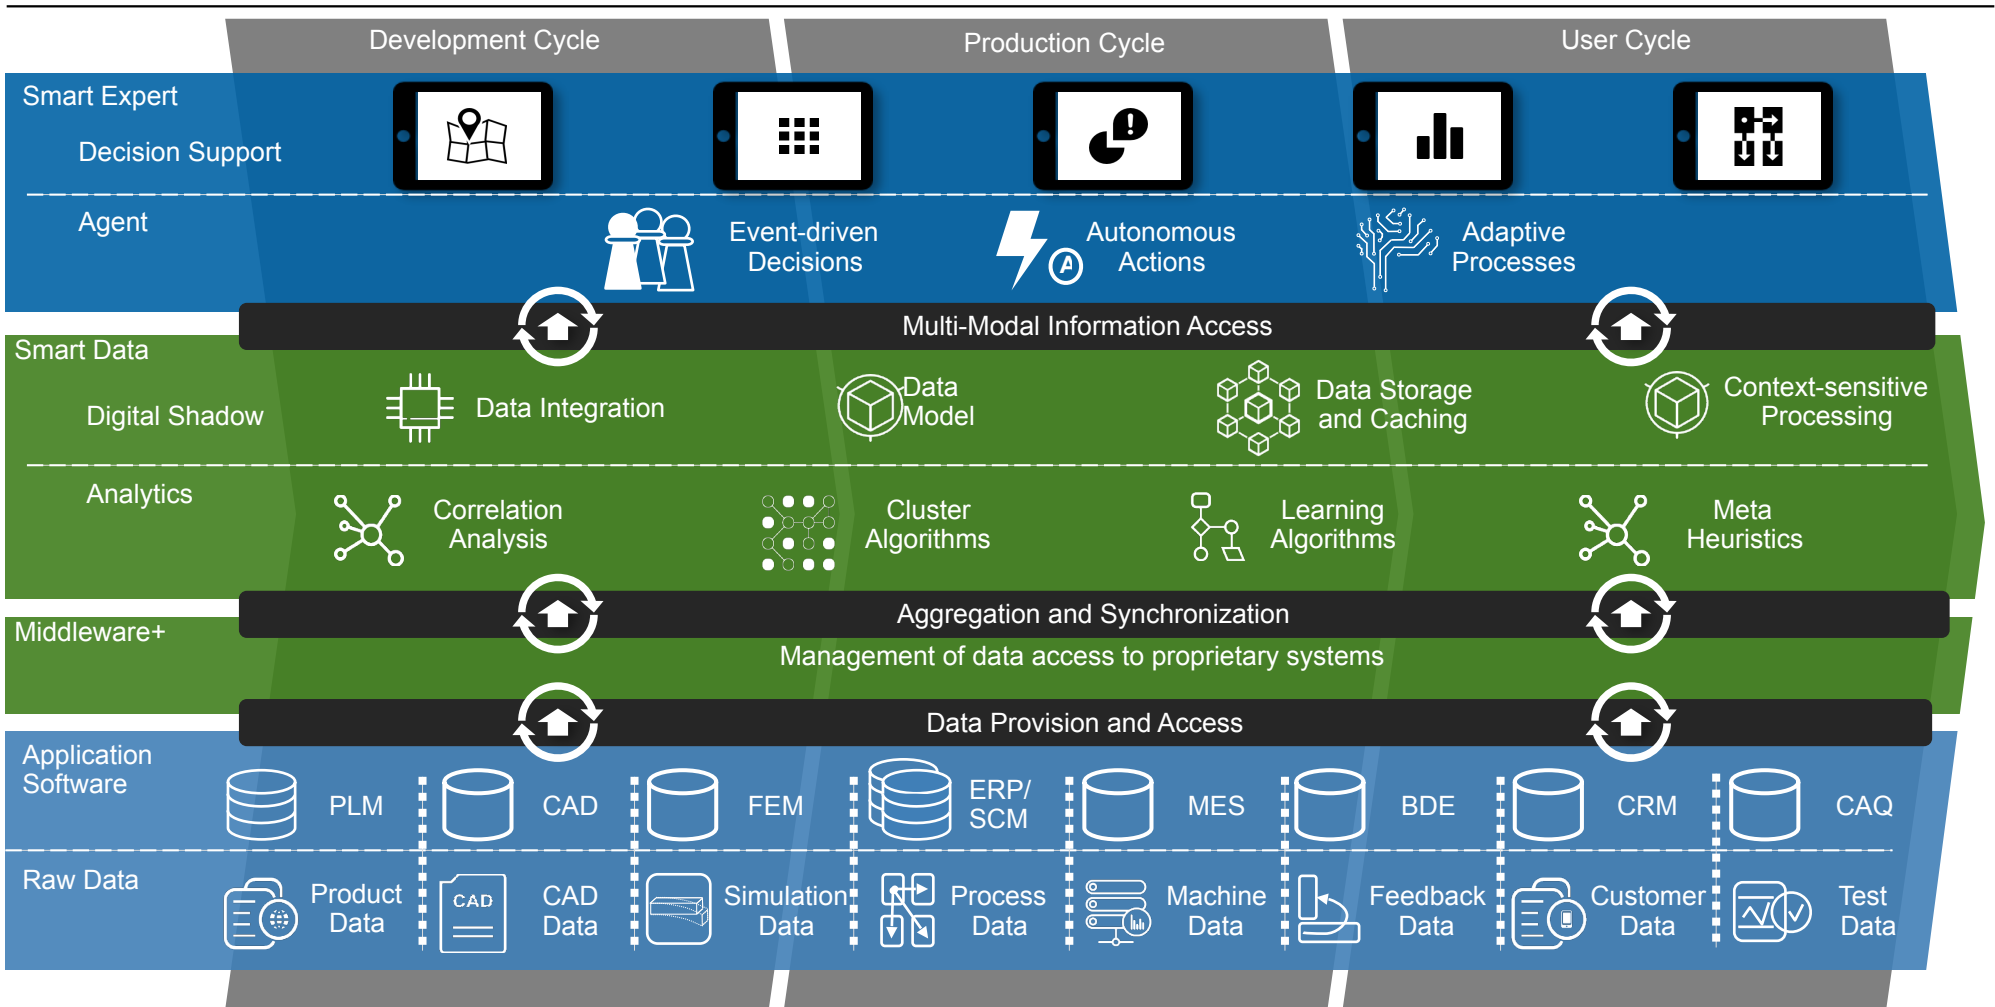 Development Cycle
Production Cycle
User Cycle
Smart Expert
Decision Support
Agent
Event-driven
Decisions
A
Autonomous
Actions
Adaptive
Processes
Multi-Modal Information Access
Smart Data
Digital Shadow
Data Integration
Data
Model
Data Storage
and Caching
Context-sensitive
Processing
Analytics
Correlation
Analysis
Cluster
Algorithms
Learning
Algorithms
Meta
Heuristics
Aggregation and Synchronization
Middleware+
Management of data access to proprietary systems
Data Provision and Access
Application
Software
PLM
CAD
FEM
ERP/
SCM
MES
BDE
CRM
CAQ
Raw Data
Product
Data
CAD
CAD
Data
Simulation
Data
Process
Data
Machine
Data
Feedback
Data
Customer
Data
Test
Data